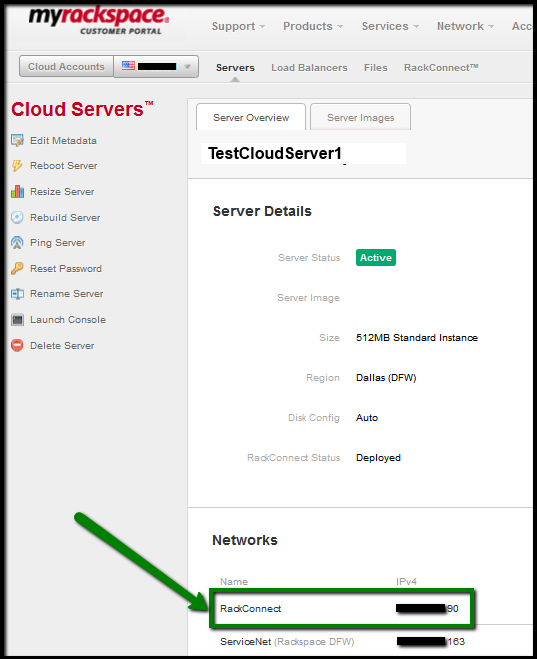 myrackspace®
CUSTOMER PORTAL
Support Products Services Network
Cloud Accounts
Servers Load Balancers Files RackConnect™
Cloud Servers™
Edit Metadata
Reboot Server
Resize Server
Rebuild Server
Ping Server
Reset Password
Rename Server
Launch Console
Delete Server
Server Overview Server Images
TestCloudServer1
Server Details
Server Status Active
Server Image
Size 512MB Standard Instance
Region Dallas (DFW)
Disk Config Auto
RackConnect Status Deployed
Networks
Name IPv4
RackConnect 90
ServiceNet (Rackspace DFW) 163